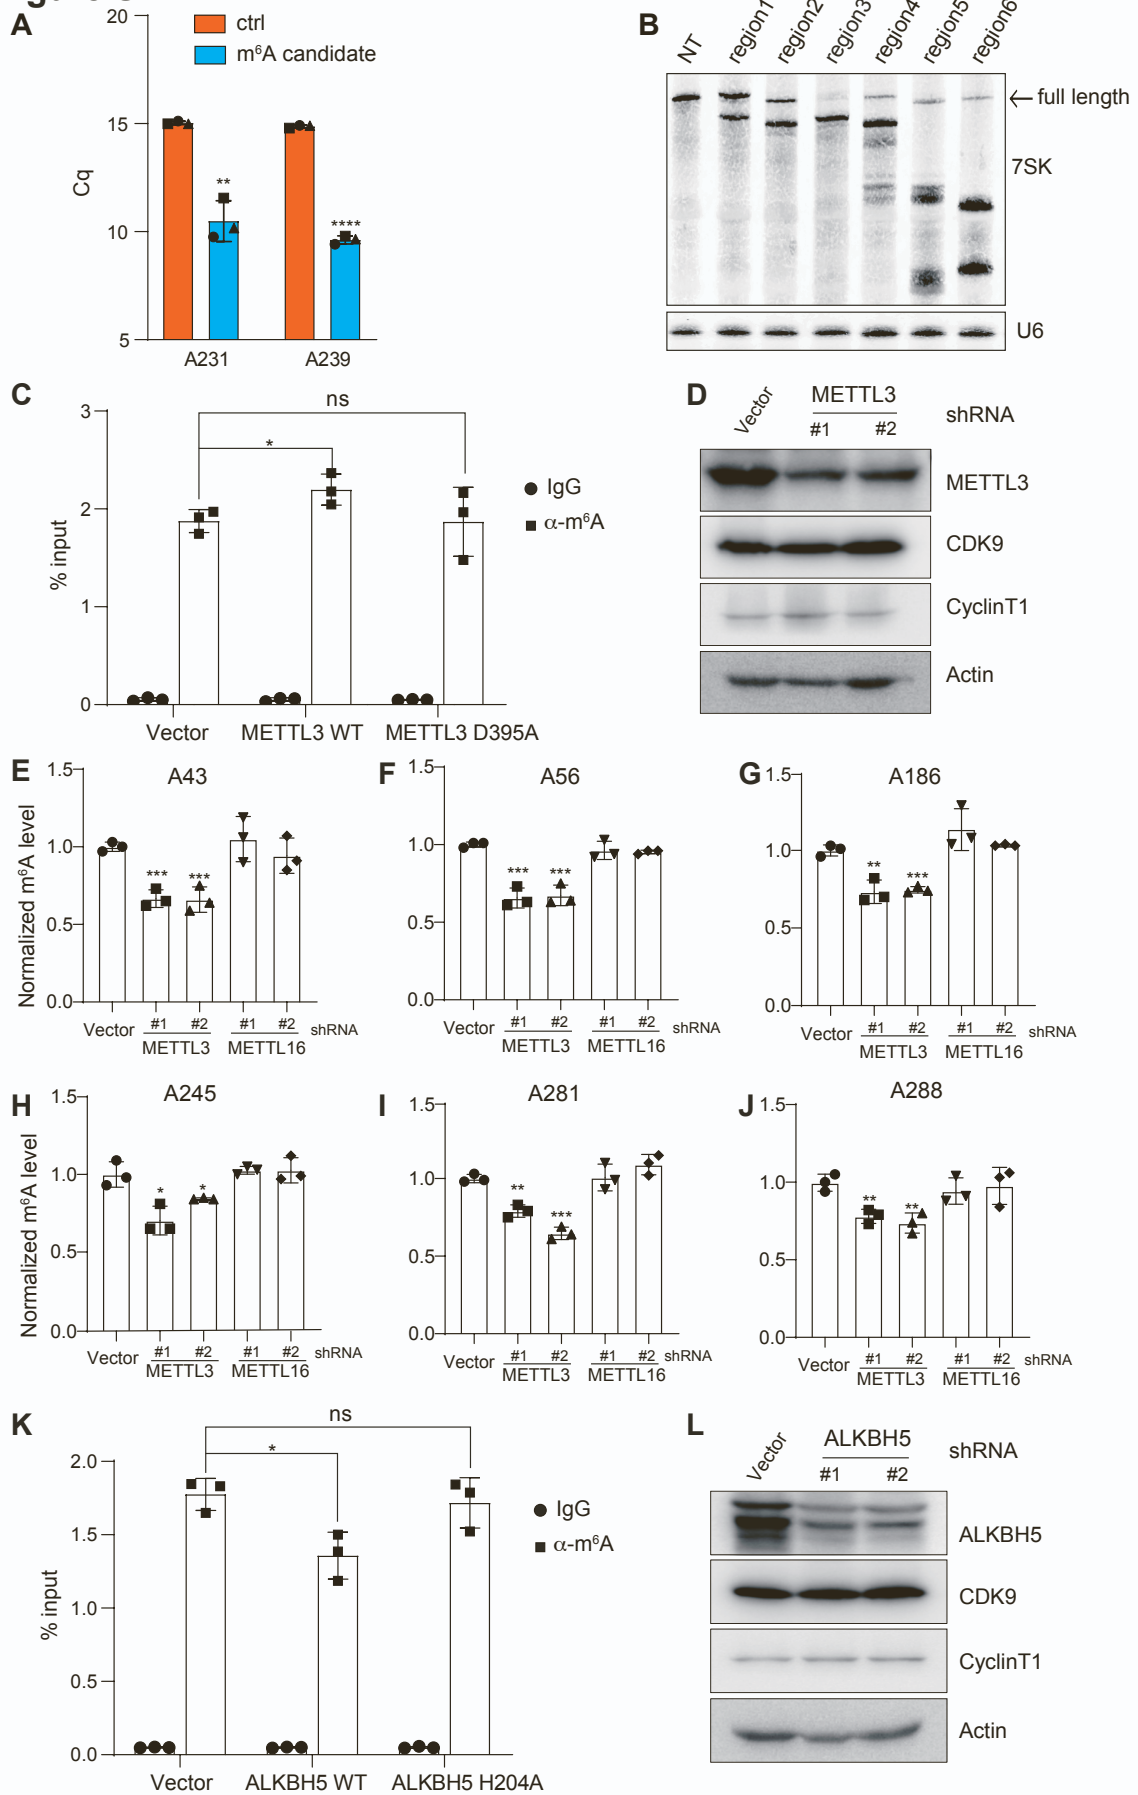 A
20
15
10
5
Cq
ctrl
m⁶A candidate
**
****
A231
A239
B
NT
region1
region2
region3
region4
region5
region6
←full length
7SK
U6
C
3
2
1
0
% input
ns
*
IgG
α-m⁶A
Vector
METTL3 WT
METTL3 D395A
D
Vector
METTL3
#1
#2
shRNA
METTL3
CDK9
CyclinT1
Actin
E
A43
1.5
1.0
0.5
0.0
Normalized m⁶A level
***
***
Vector
#1
#2
#1
#2
shRNA
METTL3
METTL16
F
A56
1.5
1.0
0.5
0.0
***
***
Vector
#1
#2
#1
#2
shRNA
METTL3
METTL16
G
A186
1.5
1.0
0.5
0.0
**
***
Vector
#1
#2
#1
#2
shRNA
METTL3
METTL16
H
A245
1.5
1.0
0.5
0.0
Normalized m⁶A level
*
*
Vector
#1
#2
#1
#2
shRNA
METTL3
METTL16
I
A281
1.5
1.0
0.5
0.0
**
***
Vector
#1
#2
#1
#2
shRNA
METTL3
METTL16
J
A288
1.5
1.0
0.5
0.0
**
**
Vector
#1
#2
#1
#2
shRNA
METTL3
METTL16
K
2.0
1.5
1.0
0.5
0.0
% input
ns
*
IgG
α-m⁶A
Vector
ALKBH5 WT
ALKBH5 H204A
L
Vector
ALKBH5
#1
#2
shRNA
ALKBH5
CDK9
CyclinT1
Actin